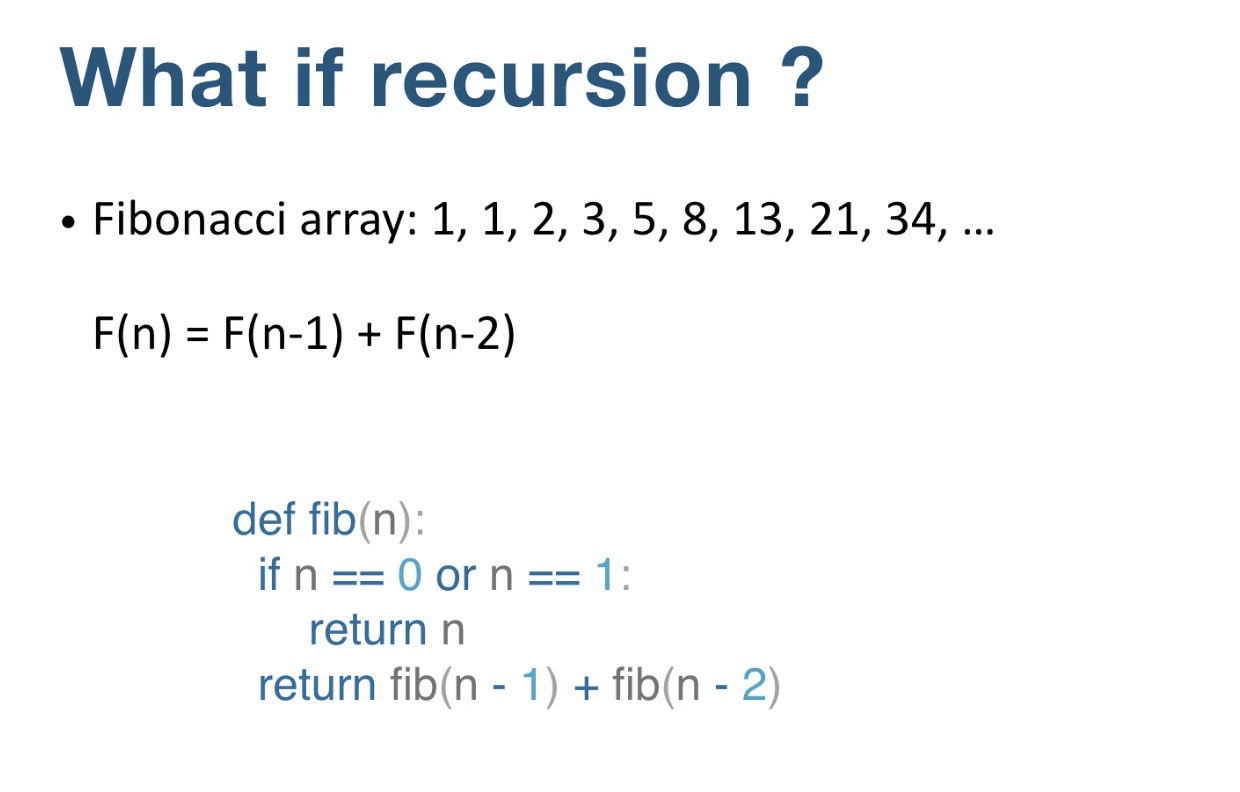 What if recursion ?
• Fibonacci array: 1, 1, 2, 3, 5, 8, 13, 21, 34, ...
F(n) = F(n-1) + F(n-2)
def fib(n):
  if n == 0 or n == 1:
    return n
  return fib(n - 1) + fib(n - 2)